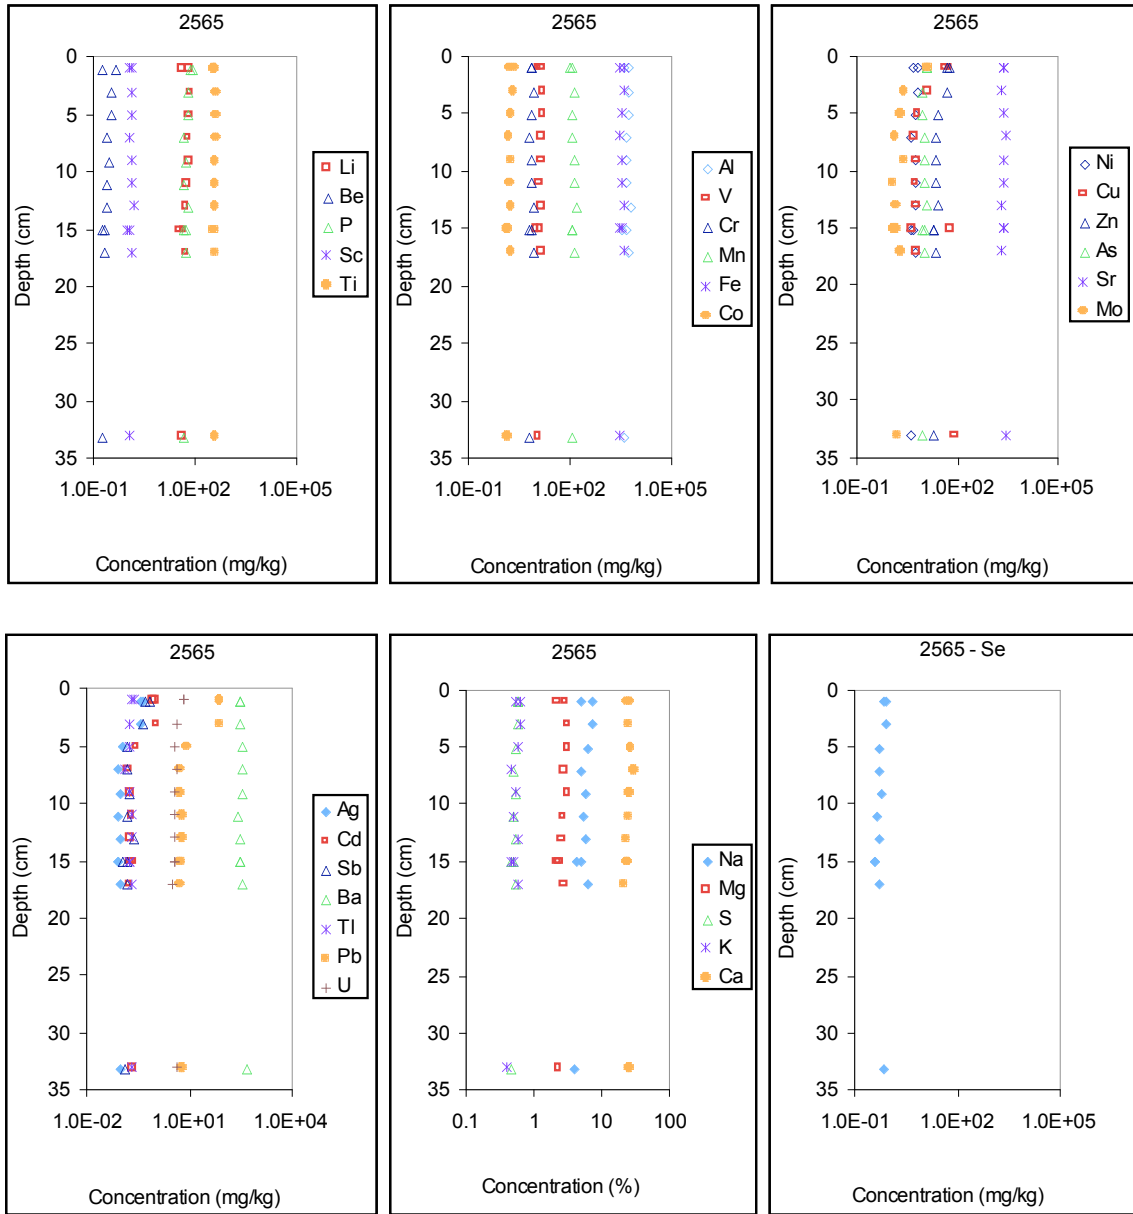 2565
0
5
10
15
20
25
30
35
Depth (cm)
1.0E-01 1.0E+02 1.0E+05
Concentration (mg/kg)
Li
Be
P
Sc
Ti
2565
0
5
10
15
20
25
30
35
Depth (cm)
1.0E-01 1.0E+02 1.0E+05
Concentration (mg/kg)
Al
V
Cr
Mn
Fe
Co
2565
0
5
10
15
20
25
30
35
Depth (cm)
1.0E-01 1.0E+02 1.0E+05
Concentration (mg/kg)
Ni
Cu
Zn
As
Sr
Mo
2565
0
5
10
15
20
25
30
35
Depth (cm)
1.0E-02 1.0E+01 1.0E+04
Concentration (mg/kg)
Ag
Cd
Sb
Ba
Tl
Pb
U
2565
0
5
10
15
20
25
30
35
Depth (cm)
0.1 1 10 100
Concentration (%)
Na
Mg
S
K
Ca
2565 - Se
0
5
10
15
20
25
30
35
Depth (cm)
1.0E-01 1.0E+02 1.0E+05
Concentration (mg/kg)